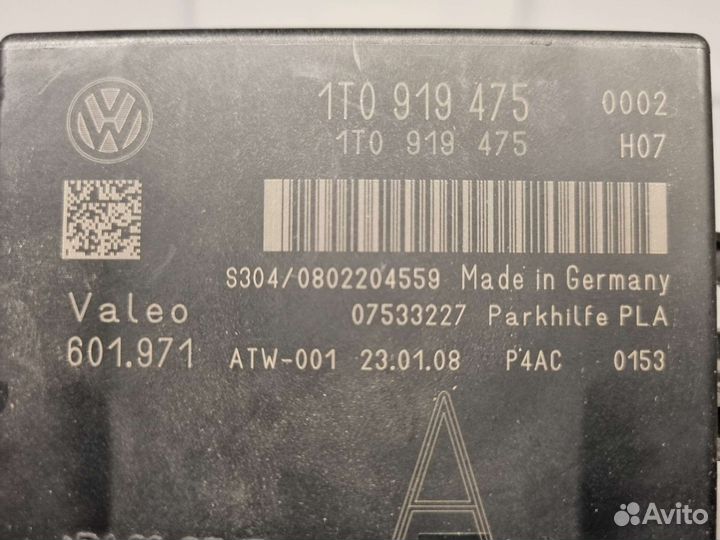 1T0 919 475 0002
1T0 919 475 H07
S304/0802204559 Made in Germany
Valeo 07533227 Parkhilfe PLA
601.971 ATW-001 23.01.08 P4AC 0153
A
Avito